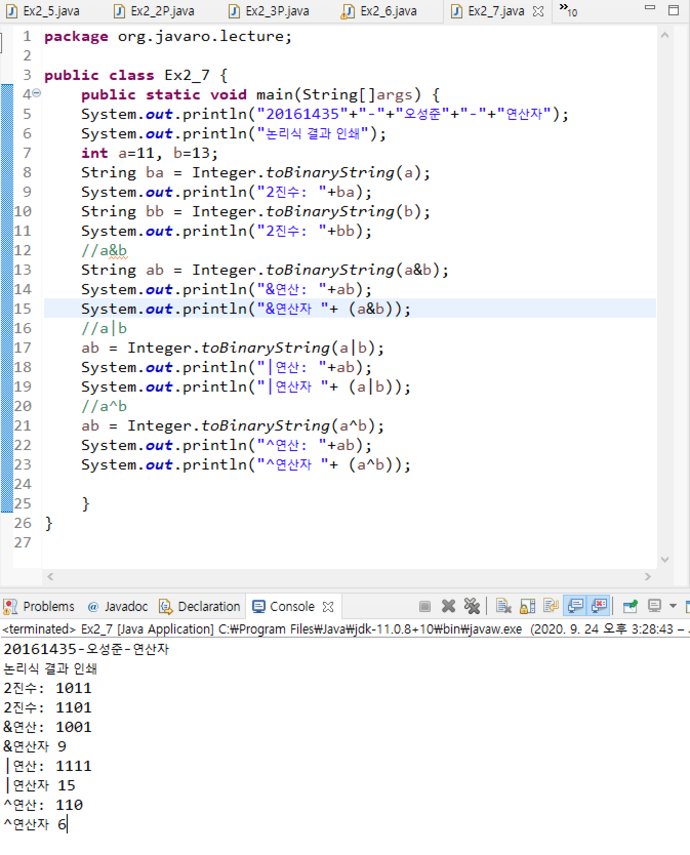 Ex2_5.java Ex2_2P.java Ex2_3P.java Ex2_6.java Ex2_7.java »10
1 package org.javaro.lecture;
2
3 public class Ex2_7 {
4 public static void main(String[]args) {
5 System.out.println("20161435"+"-"+"오성준"+"-"+"연산자");
6 System.out.println("논리식 결과 인쇄");
7 int a=11, b=13;
8 String ba = Integer.toBinaryString(a);
9 System.out.println("2진수: "+ba);
10 String bb = Integer.toBinaryString(b);
11 System.out.println("2진수: "+bb);
12 //a&b
13 String ab = Integer.toBinaryString(a&b);
14 System.out.println("&연산: "+ab);
15 System.out.println("&연산자 "+ (a&b));
16 //a|b
17 ab = Integer.toBinaryString(a|b);
18 System.out.println("|연산: "+ab);
19 System.out.println("|연산자 "+ (a|b));
20 //a^b
21 ab = Integer.toBinaryString(a^b);
22 System.out.println("^연산: "+ab);
23 System.out.println("^연산자 "+ (a^b));
24
25 }
26 }
27
Problems @ Javadoc Declaration Console
<terminated> Ex2_7 [Java Application] C:₩Program Files₩Java₩jdk-11.0.8+10₩bin₩javaw.exe (2020. 9. 24 오후 3:28:43 –
20161435-오성준-연산자
논리식 결과 인쇄
2진수: 1011
2진수: 1101
&연산: 1001
&연산자 9
|연산: 1111
|연산자 15
^연산: 110
^연산자 6